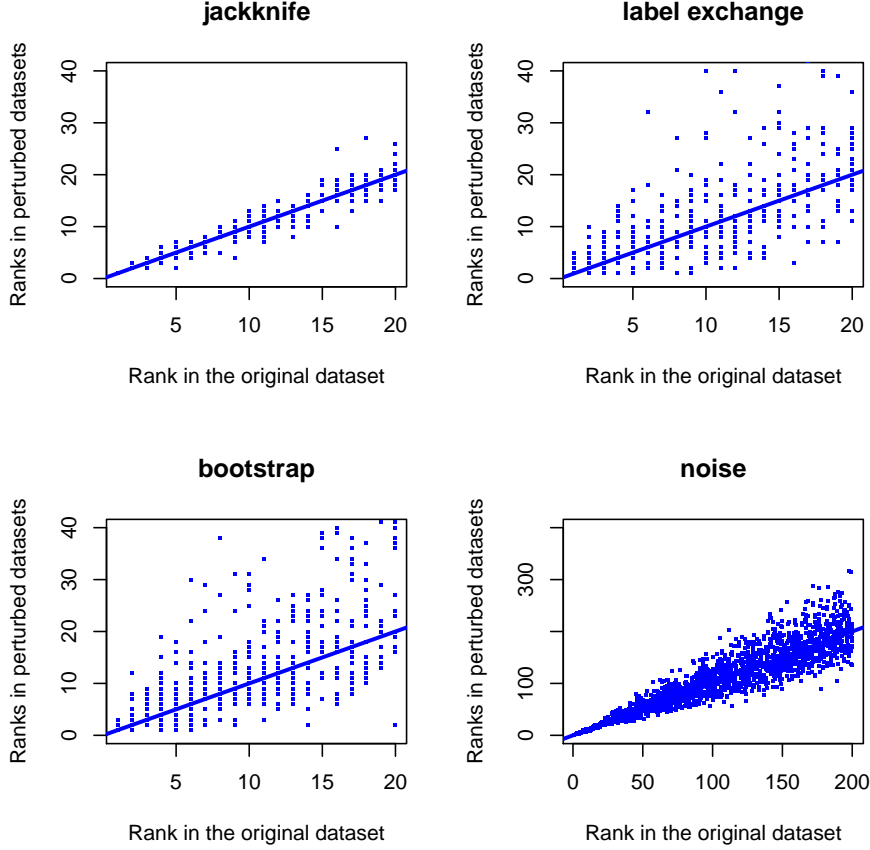 jackknife
Ranks in perturbed datasets
0 10 20 30 40
5 10 15 20
Rank in the original dataset
label exchange
Ranks in perturbed datasets
0 10 20 30 40
5 10 15 20
Rank in the original dataset
bootstrap
Ranks in perturbed datasets
0 10 20 30 40
5 10 15 20
Rank in the original dataset
noise
Ranks in perturbed datasets
0 100 300
0 50 100 150 200
Rank in the original dataset